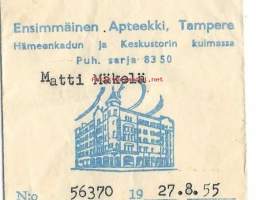 Ensimmäinen Apteekki, Tampere
Hämeenkadun ja Keskustorin kulmassa
Puh. sarja 8350
Matti Mäkelä
N:o 56370 19 27.8.55